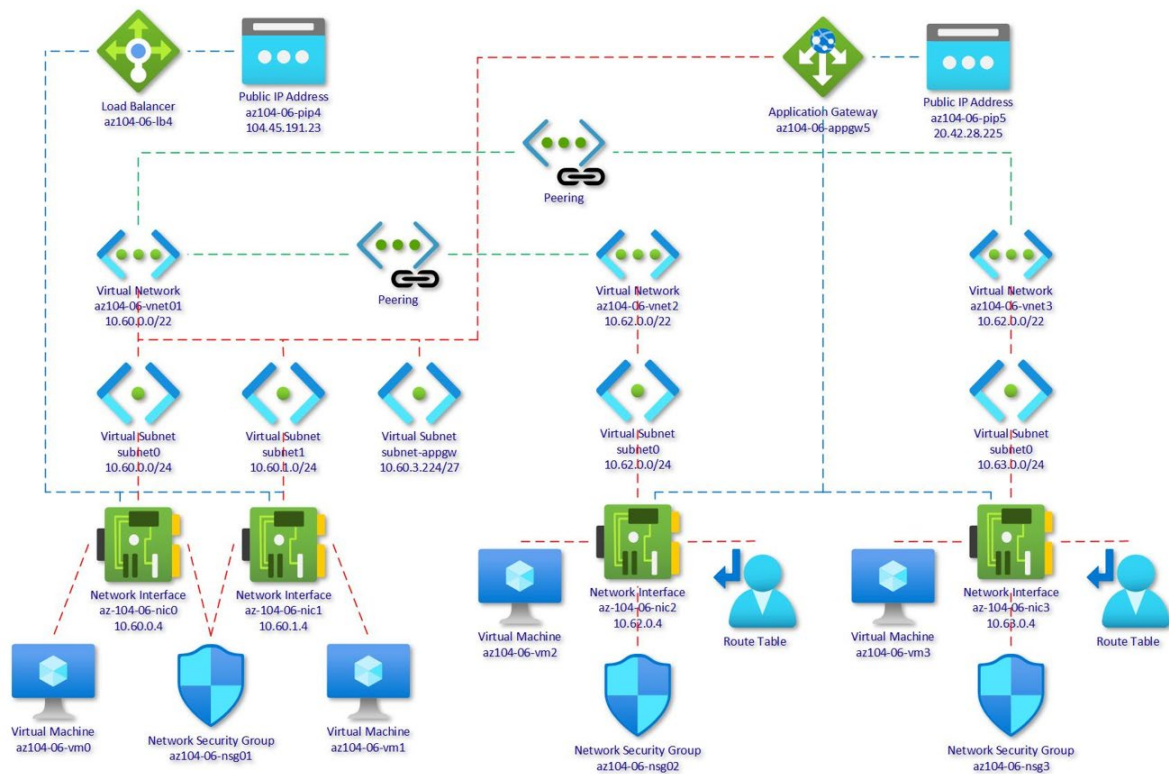 Load Balancer
az104-06-lb4
Public IP Address
az104-06-pip4
104.45.191.23
Application Gateway
az104-06-appgw5
Public IP Address
az104-06-pip5
20.42.28.225
Peering
Peering
Virtual Network
az104-06-vnet01
10.60.0.0/22
Virtual Network
az104-06-vnet2
10.62.0.0/22
Virtual Network
az104-06-vnet3
10.62.0.0/22
Virtual Subnet
subnet0
10.60.0.0/24
Virtual Subnet
subnet1
10.60.1.0/24
Virtual Subnet
subnet-appgw
10.60.3.224/27
Virtual Subnet
subnet0
10.62.0.0/24
Virtual Subnet
subnet0
10.63.0.0/24
Network Interface
az-104-06-nic0
10.60.0.4
Network Interface
az-104-06-nic1
10.60.1.4
Network Interface
az-104-06-nic2
10.62.0.4
Network Interface
az-104-06-nic3
10.63.0.4
Virtual Machine
az104-06-vm2
Route Table
Virtual Machine
az104-06-vm3
Route Table
Virtual Machine
az104-06-vm0
Network Security Group
az104-06-nsg01
Virtual Machine
az104-06-vm1
Network Security Group
az104-06-nsg02
Network Security Group
az104-06-nsg3